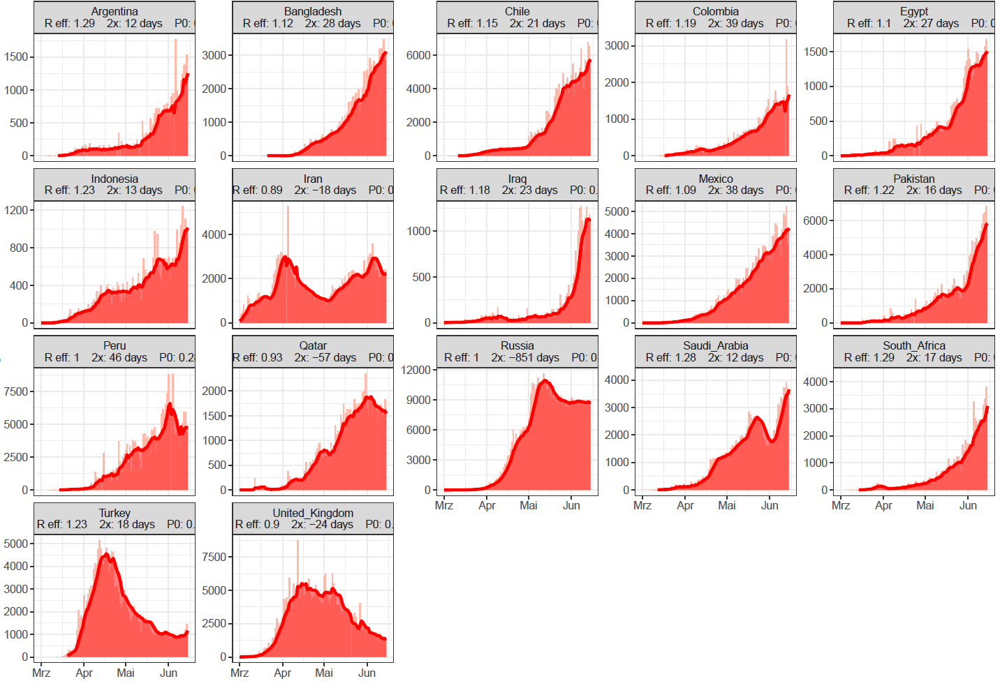 Argentina
R eff: 1.29 2x: 12 days P0:
Bangladesh
R eff: 1.12 2x: 28 days P0:
Chile
R eff: 1.15 2x: 21 days P0:
Colombia
R eff: 1.19 2x: 39 days P0:
Egypt
R eff: 1.1 2x: 27 days P0: 0
1500
1000
500
0
3000
2000
1000
0
6000
4000
2000
0
3000
2000
1000
0
1500
1000
500
0
Indonesia
R eff: 1.23 2x: 13 days P0:
Iran
R eff: 0.89 2x: −18 days P0: 0
Iraq
R eff: 1.18 2x: 23 days P0: 0.
Mexico
R eff: 1.09 2x: 38 days P0:
Pakistan
R eff: 1.22 2x: 16 days P0:
1200
800
400
0
4000
2000
0
1000
500
0
5000
4000
3000
2000
1000
0
6000
4000
2000
0
Peru
R eff: 1 2x: 46 days P0: 0.28
Qatar
R eff: 0.93 2x: −57 days P0: 0
Russia
R eff: 1 2x: −851 days P0: 0.
Saudi_Arabia
R eff: 1.28 2x: 12 days P0:
South_Africa
R eff: 1.29 2x: 17 days P0:
7500
5000
2500
0
2000
1500
1000
500
0
12000
9000
6000
3000
0
4000
3000
2000
1000
0
4000
3000
2000
1000
0
Mrz Apr Mai Jun
Mrz Apr Mai Jun
Mrz Apr Mai Jun
Turkey
R eff: 1.23 2x: 18 days P0: 0.
United_Kingdom
R eff: 0.9 2x: −24 days P0: 0.
5000
4000
3000
2000
1000
0
7500
5000
2500
0
Mrz Apr Mai Jun
Mrz Apr Mai Jun